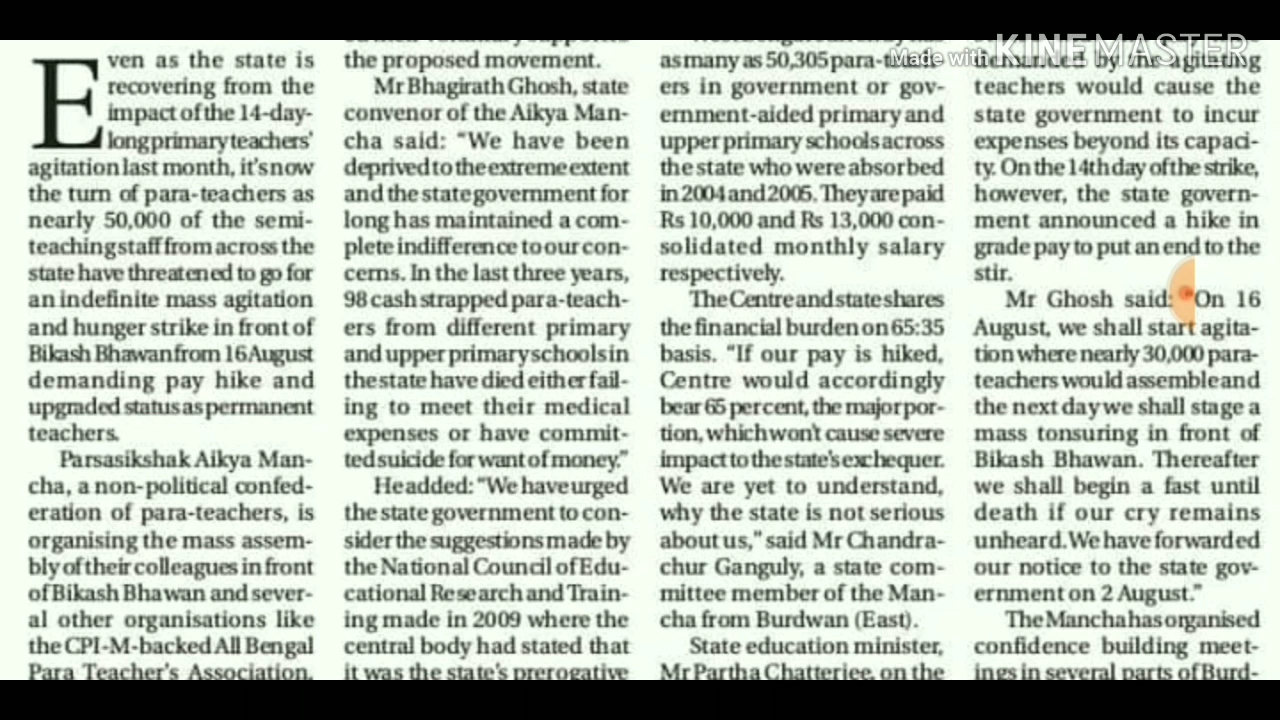 Made with KINEMASTER
Even as the state is
recovering from the
impact of the 14-day-
long primary teachers'
agitation last month, it's now
the turn of para-teachers as
nearly 50,000 of the semi-
teaching staff from across the
state have threatened to go for
an indefinite mass agitation
and hunger strike in front of
Bikash Bhawan from 16 August
demanding pay hike and
upgraded status as permanent
teachers.
Parsasikshak Aikya Man-
cha, a non-political confed-
eration of para-teachers, is
organising the mass assem-
bly of their colleagues in front
of Bikash Bhawan and sever-
al other organisations like
the CPI-M-backed All Bengal
Para Teacher's Association,
the proposed movement.
Mr Bhagirath Ghosh, state
convenor of the Aikya Man-
cha said: “We have been
deprived to the extreme extent
and the state government for
long has maintained a com-
plete indifference to our con-
cerns. In the last three years,
98 cash strapped para-teach-
ers from different primary
and upper primary schools in
the state have died either fail-
ing to meet their medical
expenses or have commit-
ted suicide for want of money.”
He added: “We have urged
the state government to con-
sider the suggestions made by
the National Council of Edu-
cational Research and Train-
ing made in 2009 where the
central body had stated that
it was the state's prerogative
as many as 50,305 para-
ers in government or gov-
ernment-aided primary and
upper primary schools across
the state who were absorbed
in 2004 and 2005. They are paid
Rs 10,000 and Rs 13,000 con-
solidated monthly salary
respectively.
The Centre and state shares
the financial burden on 65:35
basis. “If our pay is hiked,
Centre would accordingly
bear 65 percent, the major por-
tion, which won't cause severe
impact to the state's exchequer.
We are yet to understand,
why the state is not serious
about us,” said Mr Chandra-
chur Ganguly, a state com-
mittee member of the Man-
cha from Burdwan (East).
State education minister,
Mr Partha Chatterjee, on the
by the agitating
teachers would cause the
state government to incur
expenses beyond its capaci-
ty. On the 14th day of the strike,
however, the state govern-
ment announced a hike in
grade pay to put an end to the
stir.
Mr Ghosh said: “On 16
August, we shall start agita-
tion where nearly 30,000 para-
teachers would assemble and
the next day we shall stage a
mass tonsuring in front of
Bikash Bhawan. Thereafter
we shall begin a fast until
death if our cry remains
unheard. We have forwarded
our notice to the state gov-
ernment on 2 August.”
The Mancha has organised
confidence building meet-
ings in several parts of Burd-